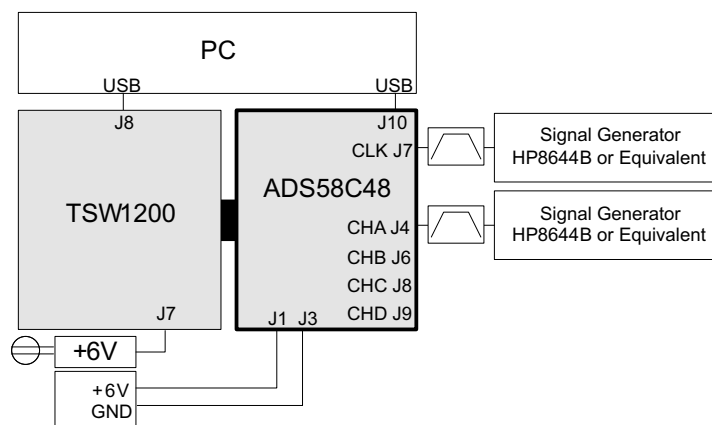 PC
USB
USB
J8
J10
CLK J7
Signal Generator
HP8644B or Equivalent
TSW1200
ADS58C48
CHA J4
Signal Generator
HP8644B or Equivalent
CHB J6
CHC J8
CHD J9
J7
J1
J3
+6V
+6V
GND